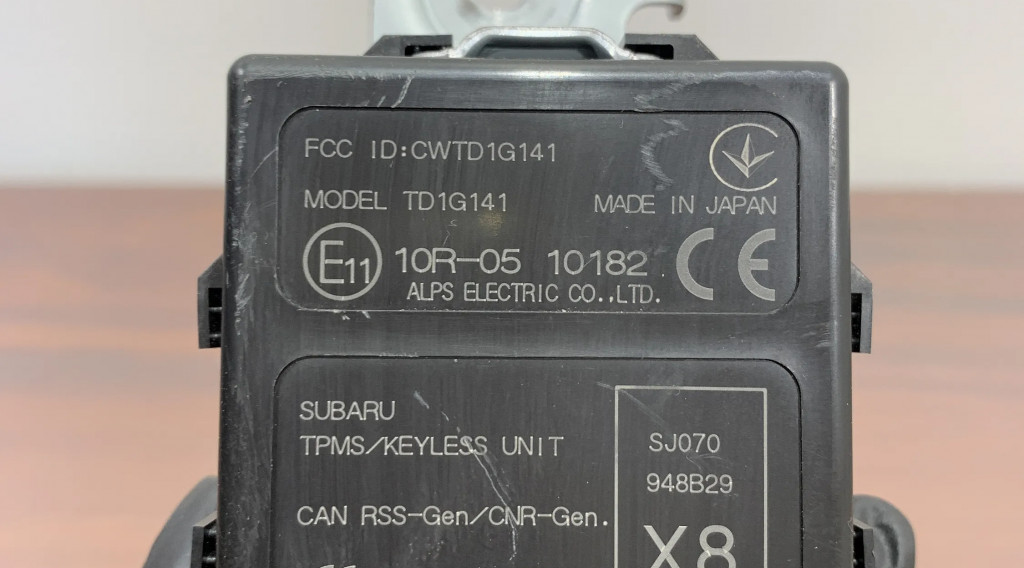 FCC ID:CWTD1G141
MODEL TD1G141
MADE IN JAPAN
E11 10R-05 10182 CE
ALPS ELECTRIC CO.,LTD.
SUBARU
TPMS/KEYLESS UNIT
CAN RSS-Gen/CNR-Gen.
SJ070
948B29
X8